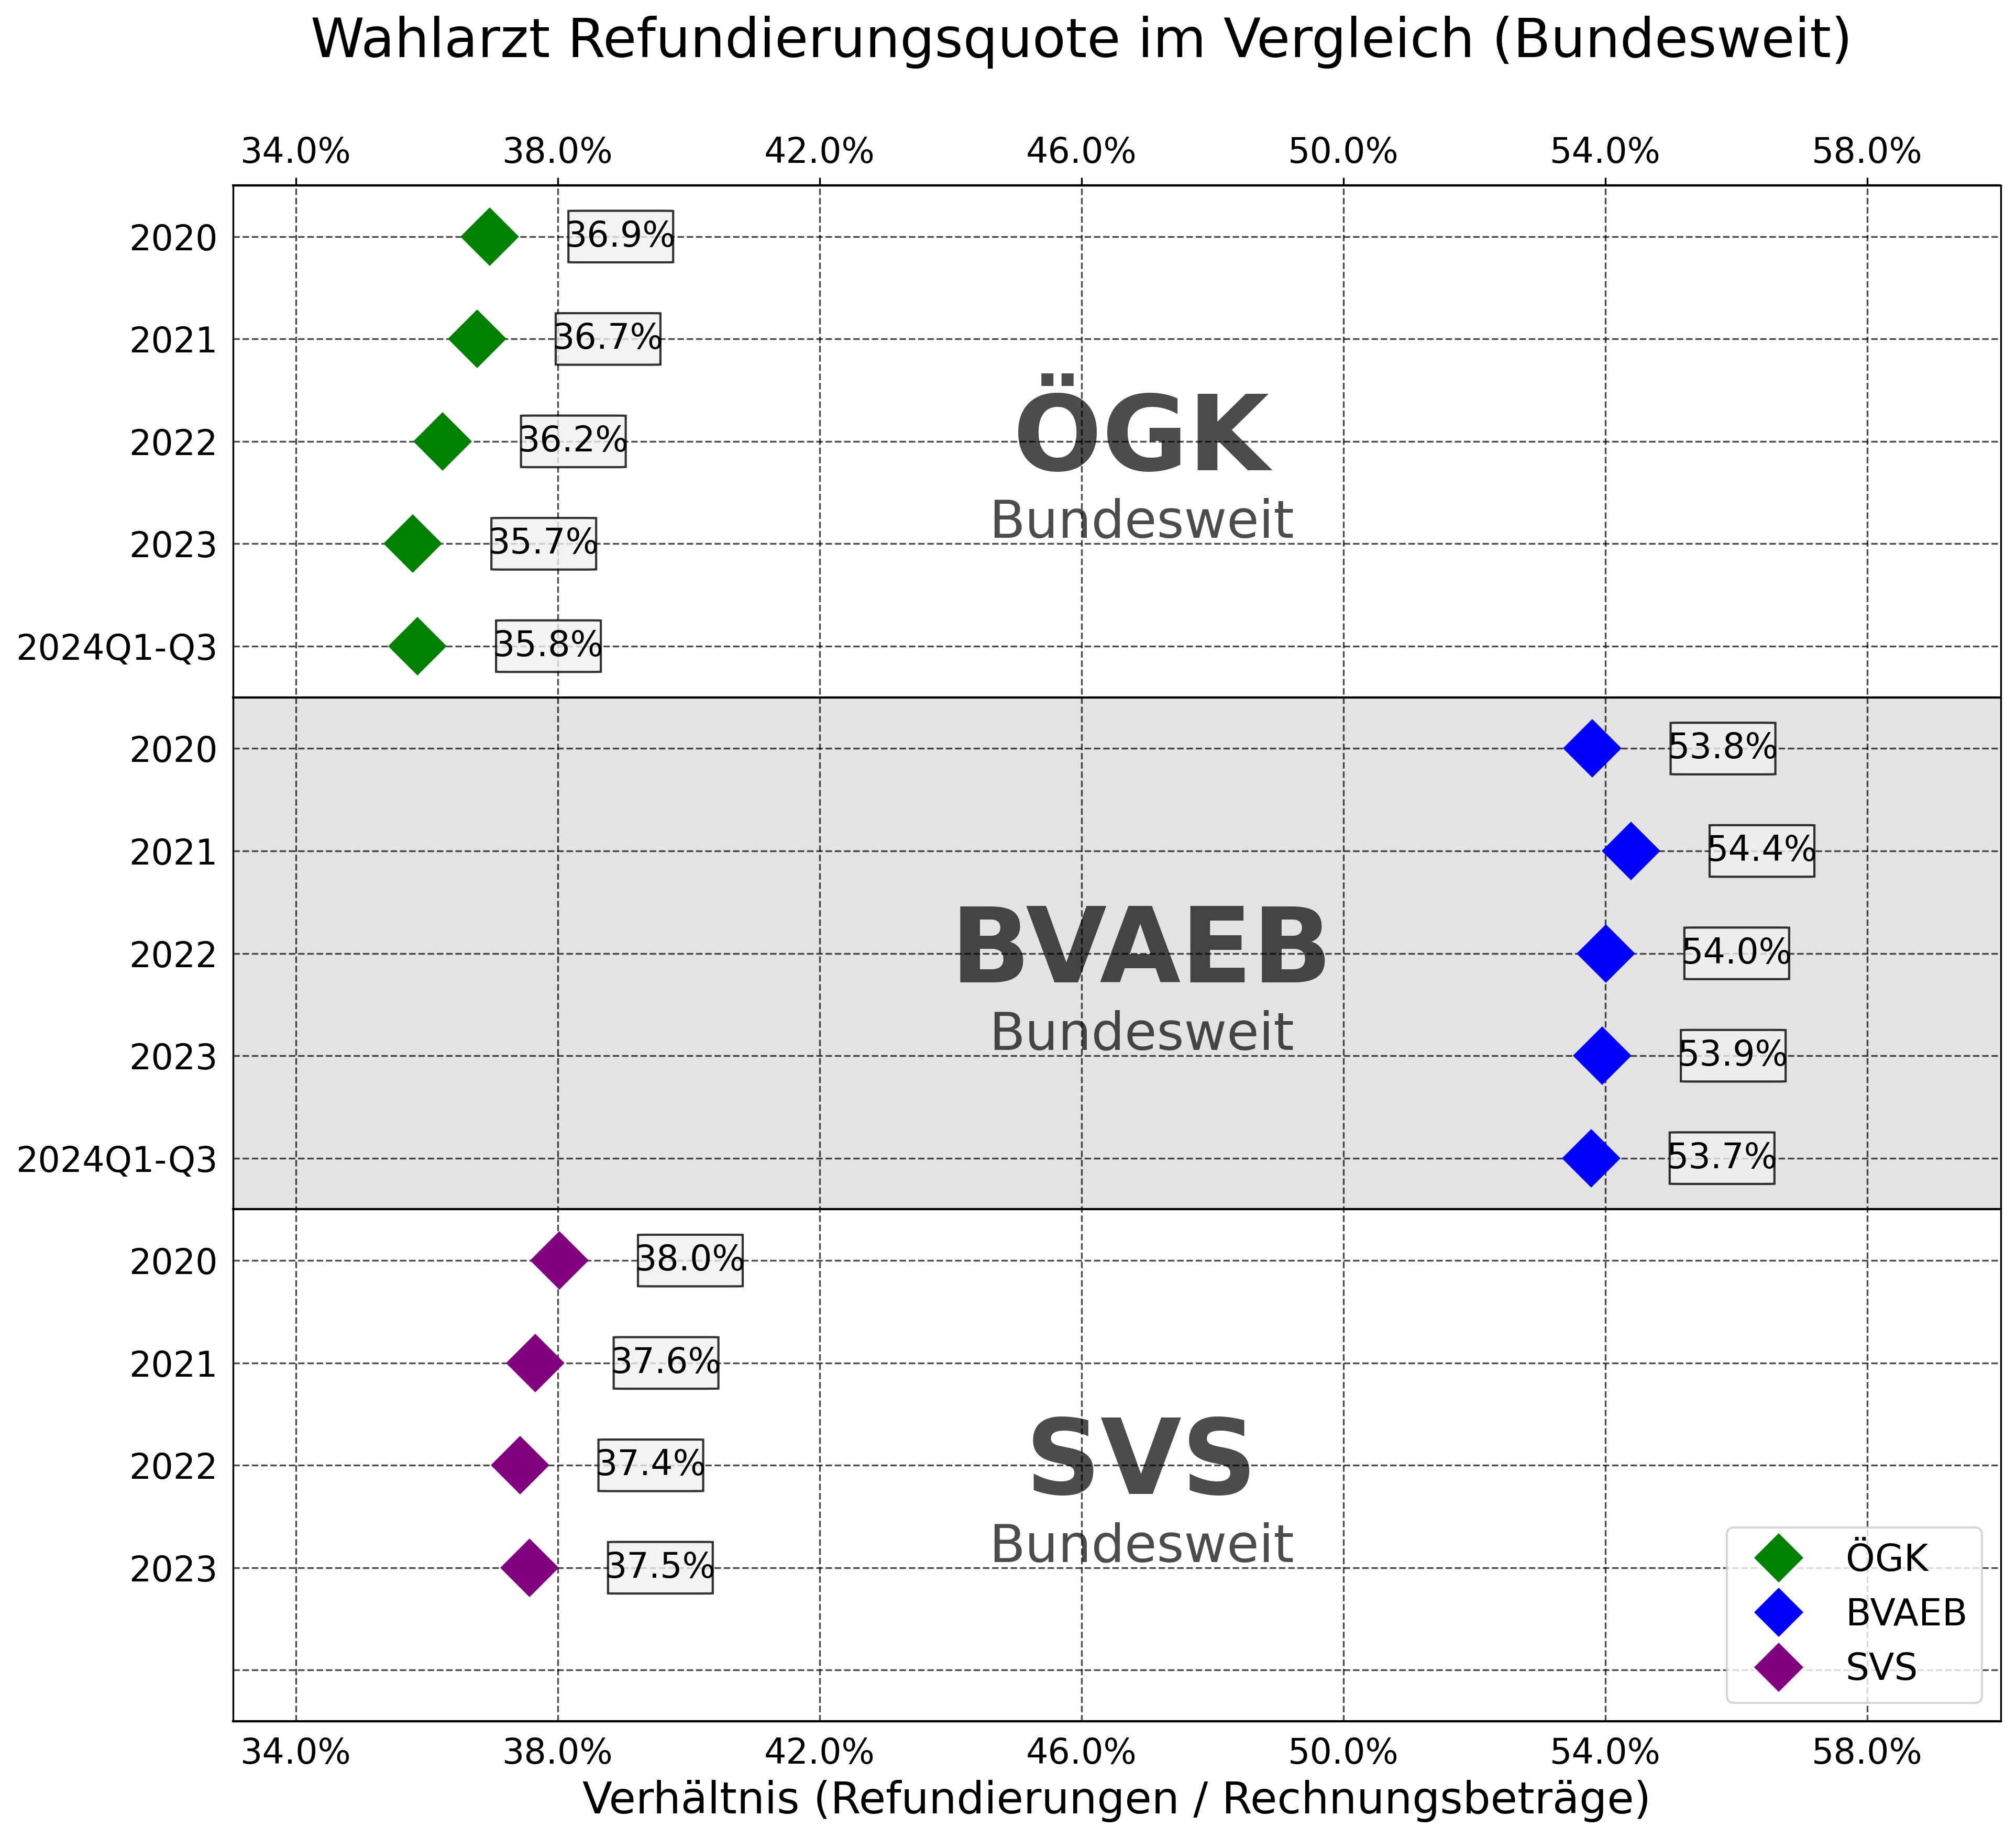 Wahlarzt Refundierungsquote im Vergleich (Bundesweit)
34.0% 38.0% 42.0% 46.0% 50.0% 54.0% 58.0%
2020 36.9%
2021 36.7%
2022 36.2%
ÖGK
Bundesweit
2023 35.7%
2024Q1-Q3 35.8%
2020 53.8%
2021 54.4%
2022 54.0%
BVAEB
Bundesweit
2023 53.9%
2024Q1-Q3 53.7%
2020 38.0%
2021 37.6%
2022 37.4%
SVS
Bundesweit
2023 37.5%
ÖGK
BVAEB
SVS
34.0% 38.0% 42.0% 46.0% 50.0% 54.0% 58.0%
Verhältnis (Refundierungen / Rechnungsbeträge)